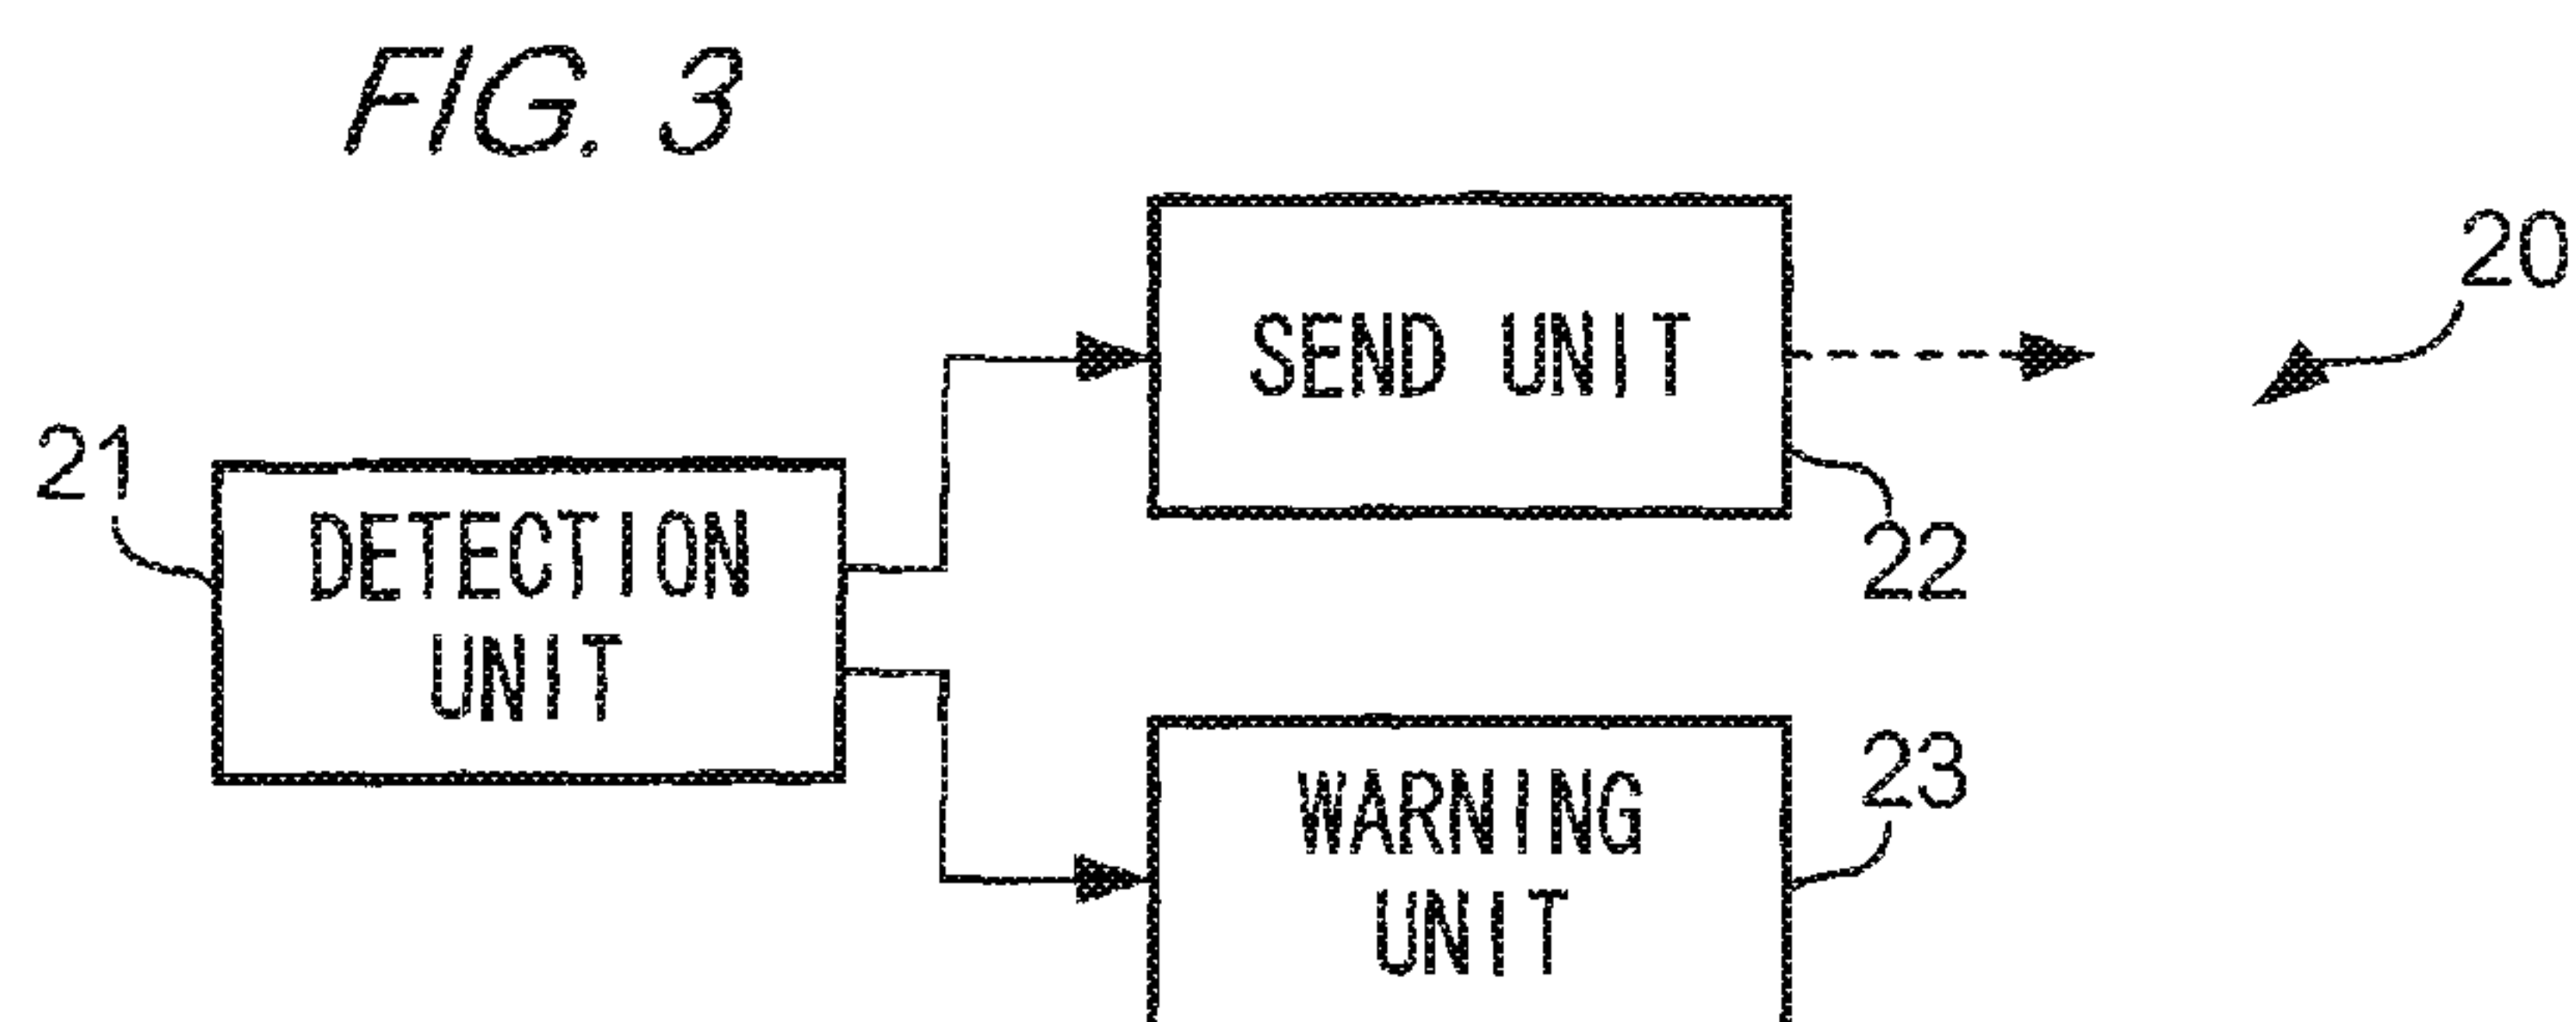 FIG. 3
20
SEND UNIT
22
21
DETECTION
UNIT
23
WARNING
UNIT